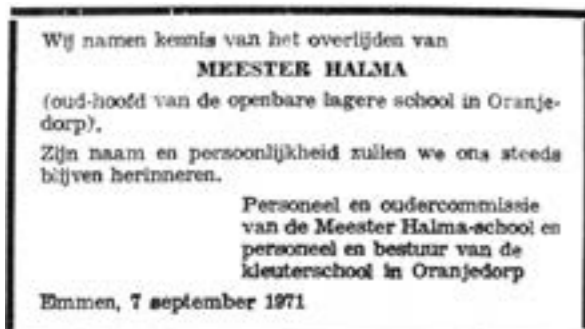 Wij namen kennis van het overlijden van
MEESTER HALMA
(oud-hoofd van de openbare lagere school in Oranje-
dorp).
Zijn naam en persoonlijkheid zullen we ons steeds
blijven herinneren.
Personeel en oudercommissie
van de Meester Halma-school en
personeel en bestuur van de
kleuterschool in Oranjedorp
Emmen, 7 september 1971